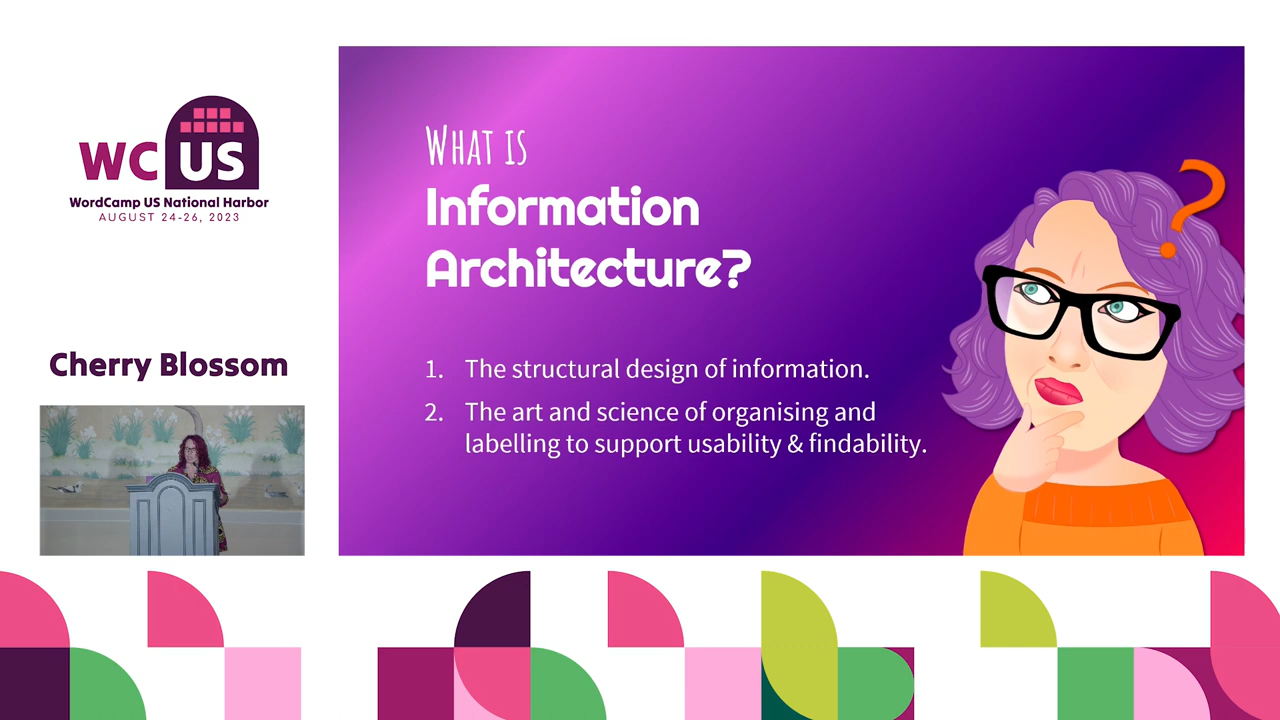 WC US
WordCamp US National Harbor
AUGUST 24-26, 2023
Cherry Blossom
WHAT IS
Information
Architecture?
1. The structural design of information.
2. The art and science of organising and
labelling to support usability & findability.
?